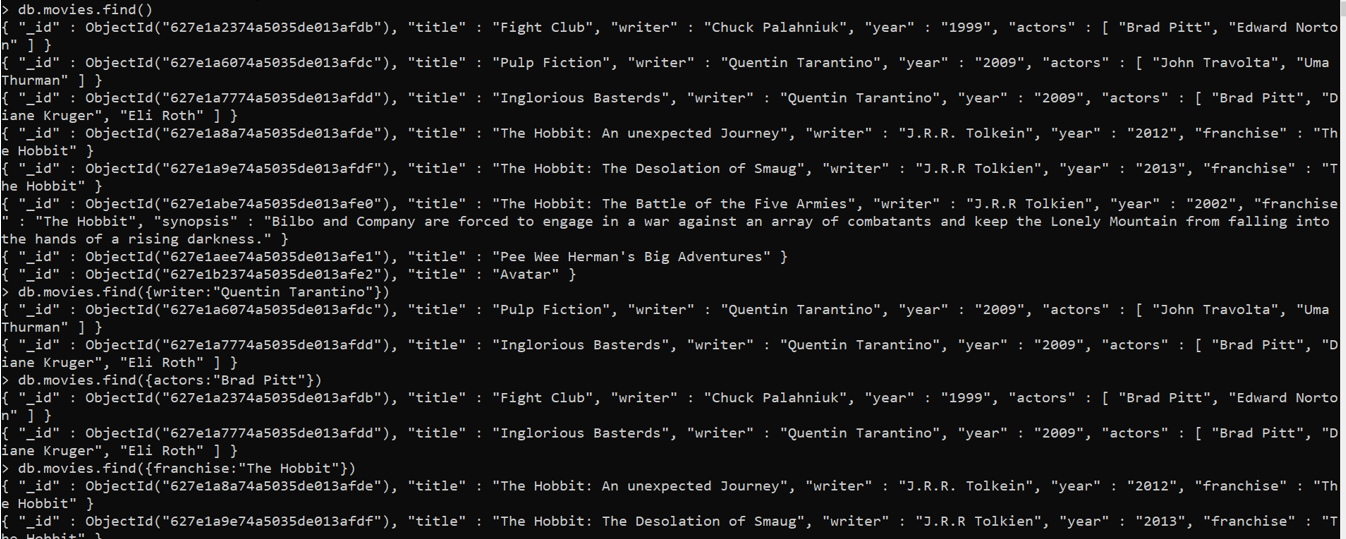 > db.movies.find()
{ "_id" : ObjectId("627e1a2374a5035de013afdb"), "title" : "Fight Club", "writer" : "Chuck Palahniuk", "year" : "1999", "actors" : [ "Brad Pitt", "Edward Norto
n" ] }
{ "_id" : ObjectId("627e1a6074a5035de013afdc"), "title" : "Pulp Fiction", "writer" : "Quentin Tarantino", "year" : "2009", "actors" : [ "John Travolta", "Uma
Thurman" ] }
{ "_id" : ObjectId("627e1a7774a5035de013afdd"), "title" : "Inglorious Basterds", "writer" : "Quentin Tarantino", "year" : "2009", "actors" : [ "Brad Pitt", "D
iane Kruger", "Eli Roth" ] }
{ "_id" : ObjectId("627e1a8a74a5035de013afde"), "title" : "The Hobbit: An unexpected Journey", "writer" : "J.R.R. Tolkein", "year" : "2012", "franchise" : "Th
e Hobbit" }
{ "_id" : ObjectId("627e1a9e74a5035de013afdf"), "title" : "The Hobbit: The Desolation of Smaug", "writer" : "J.R.R Tolkien", "year" : "2013", "franchise" : "T
he Hobbit" }
{ "_id" : ObjectId("627e1abe74a5035de013afe0"), "title" : "The Hobbit: The Battle of the Five Armies", "writer" : "J.R.R Tolkien", "year" : "2002", "franchise
" : "The Hobbit", "synopsis" : "Bilbo and Company are forced to engage in a war against an array of combatants and keep the Lonely Mountain from falling into
the hands of a rising darkness." }
{ "_id" : ObjectId("627e1aee74a5035de013afe1"), "title" : "Pee Wee Herman's Big Adventures" }
{ "_id" : ObjectId("627e1b2374a5035de013afe2"), "title" : "Avatar" }
> db.movies.find({writer:"Quentin Tarantino"})
{ "_id" : ObjectId("627e1a6074a5035de013afdc"), "title" : "Pulp Fiction", "writer" : "Quentin Tarantino", "year" : "2009", "actors" : [ "John Travolta", "Uma
Thurman" ] }
{ "_id" : ObjectId("627e1a7774a5035de013afdd"), "title" : "Inglorious Basterds", "writer" : "Quentin Tarantino", "year" : "2009", "actors" : [ "Brad Pitt", "D
iane Kruger", "Eli Roth" ] }
> db.movies.find({actors:"Brad Pitt"})
{ "_id" : ObjectId("627e1a2374a5035de013afdb"), "title" : "Fight Club", "writer" : "Chuck Palahniuk", "year" : "1999", "actors" : [ "Brad Pitt", "Edward Norto
n" ] }
{ "_id" : ObjectId("627e1a7774a5035de013afdd"), "title" : "Inglorious Basterds", "writer" : "Quentin Tarantino", "year" : "2009", "actors" : [ "Brad Pitt", "D
iane Kruger", "Eli Roth" ] }
> db.movies.find({franchise:"The Hobbit"})
{ "_id" : ObjectId("627e1a8a74a5035de013afde"), "title" : "The Hobbit: An unexpected Journey", "writer" : "J.R.R. Tolkein", "year" : "2012", "franchise" : "Th
e Hobbit" }
{ "_id" : ObjectId("627e1a9e74a5035de013afdf"), "title" : "The Hobbit: The Desolation of Smaug", "writer" : "J.R.R Tolkien", "year" : "2013", "franchise" : "T
he Hobbit" }